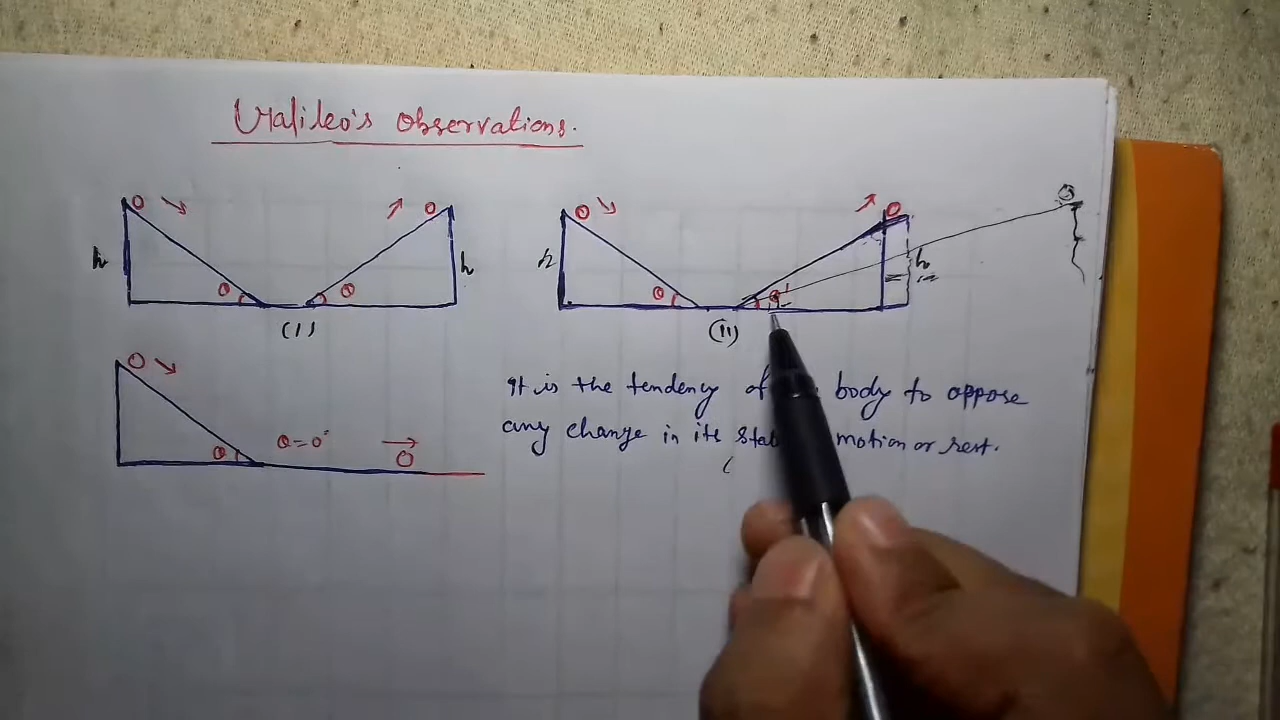 Galileo's Observations.
h θ θ h
(I)
h θ θ' h
(II)
It is the tendency of body to oppose
any change in its motion or rest.
θ θ=0°